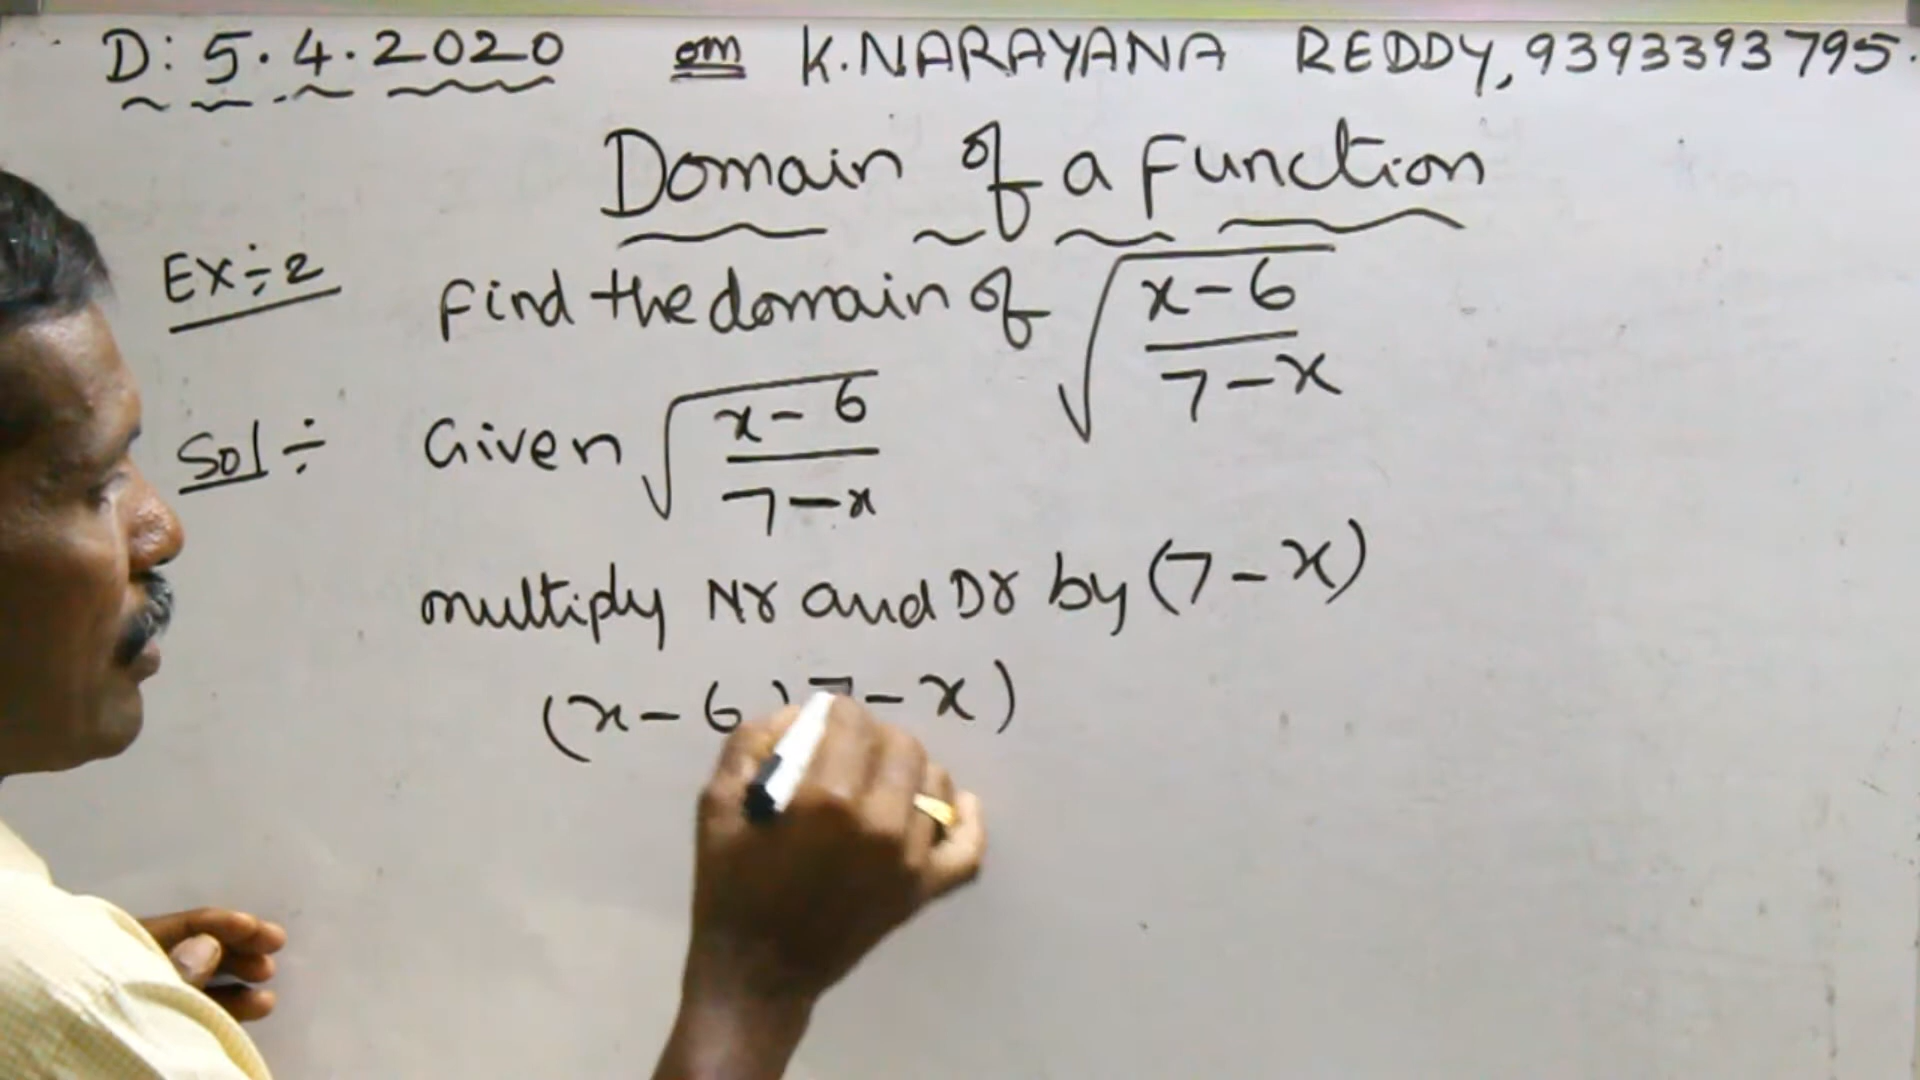 D: 5.4.2020 om K.NARAYANA REDDY, 9393393795.
Domain of a Function
Ex÷2 Find the domain of √((x-6)/(7-x))
Sol÷ Given √((x-6)/(7-x))
multiply Nr and Dr by (7-x)
(x-6)7-x)